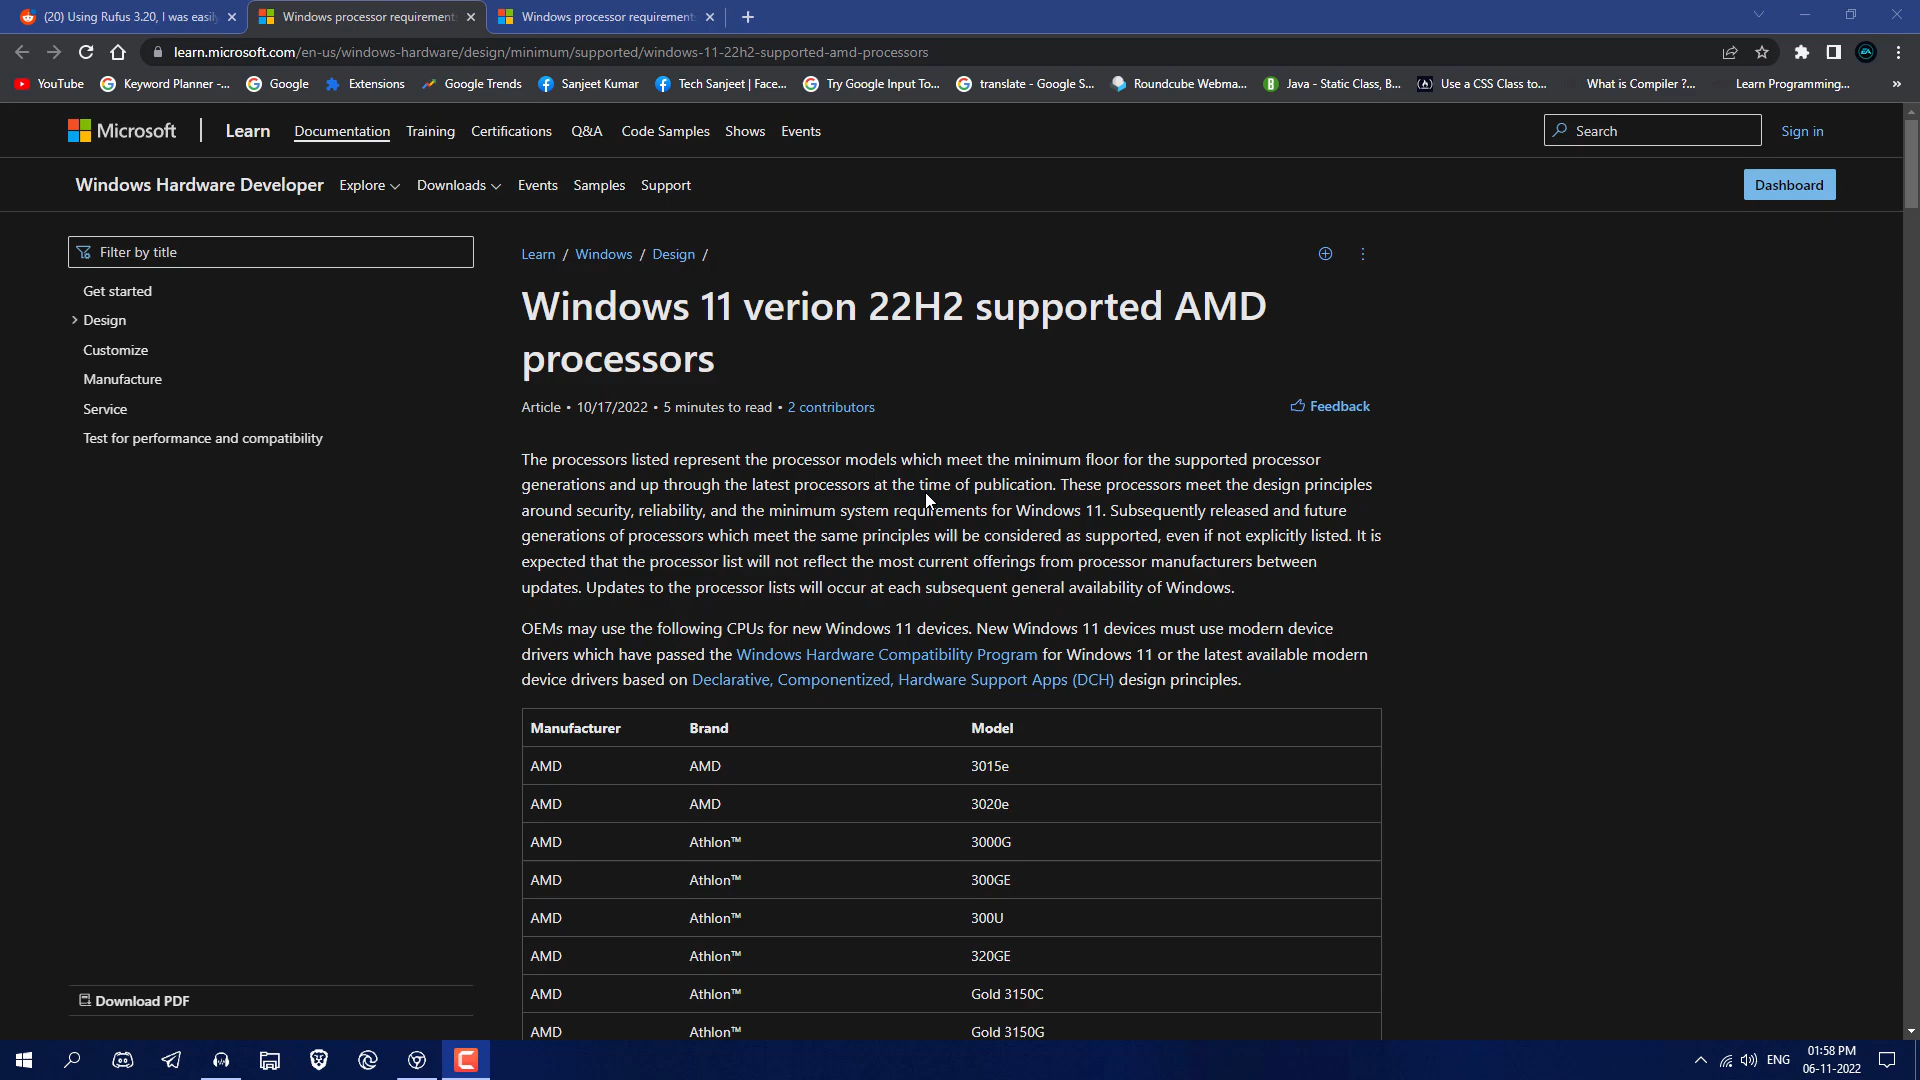 (20) Using Rufus 3.20, I was easily
Windows processor requirements
Windows processor requirements
learn.microsoft.com/en-us/windows-hardware/design/minimum/supported/windows-11-22h2-supported-amd-processors
YouTube
Keyword Planner -...
Google
Extensions
Google Trends
Sanjeet Kumar
Tech Sanjeet | Face...
Try Google Input To...
translate - Google S...
Roundcube Webma...
Java - Static Class, B...
Use a CSS Class to...
What is Compiler ?...
Learn Programming...
»
Microsoft
Learn
Documentation
Training
Certifications
Q&A
Code Samples
Shows
Events
Search
Sign in
Windows Hardware Developer
Explore
Downloads
Events
Samples
Support
Dashboard
Filter by title
Get started
Design
Customize
Manufacture
Service
Test for performance and compatibility
Download PDF
Learn / Windows / Design /
Windows 11 verion 22H2 supported AMD
processors
Article • 10/17/2022 • 5 minutes to read • 2 contributors
Feedback
The processors listed represent the processor models which meet the minimum floor for the supported processor
generations and up through the latest processors at the time of publication. These processors meet the design principles
around security, reliability, and the minimum system requirements for Windows 11. Subsequently released and future
generations of processors which meet the same principles will be considered as supported, even if not explicitly listed. It is
expected that the processor list will not reflect the most current offerings from processor manufacturers between
updates. Updates to the processor lists will occur at each subsequent general availability of Windows.
OEMs may use the following CPUs for new Windows 11 devices. New Windows 11 devices must use modern device
drivers which have passed the Windows Hardware Compatibility Program for Windows 11 or the latest available modern
device drivers based on Declarative, Componentized, Hardware Support Apps (DCH) design principles.
Manufacturer Brand Model
AMD AMD 3015e
AMD AMD 3020e
AMD Athlon™ 3000G
AMD Athlon™ 300GE
AMD Athlon™ 300U
AMD Athlon™ 320GE
AMD Athlon™ Gold 3150C
AMD Athlon™ Gold 3150G
ENG
01:58 PM
06-11-2022